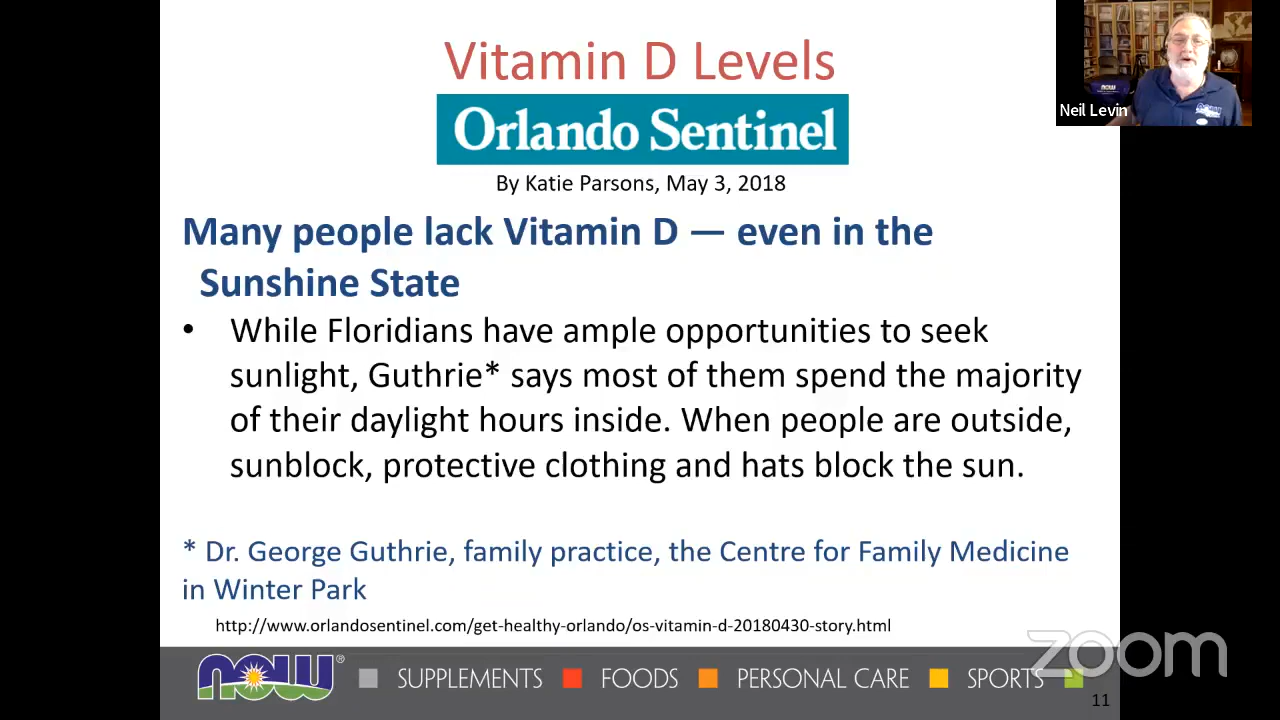 Vitamin D Levels
Orlando Sentinel
By Katie Parsons, May 3, 2018
Many people lack Vitamin D — even in the
Sunshine State
• While Floridians have ample opportunities to seek
sunlight, Guthrie* says most of them spend the majority
of their daylight hours inside. When people are outside,
sunblock, protective clothing and hats block the sun.
* Dr. George Guthrie, family practice, the Centre for Family Medicine
in Winter Park
http://www.orlandosentinel.com/get-healthy-orlando/os-vitamin-d-20180430-story.html
NOW® SUPPLEMENTS FOODS PERSONAL CARE SPORTS
11
zoom
Neil Levin
NOW
NOW